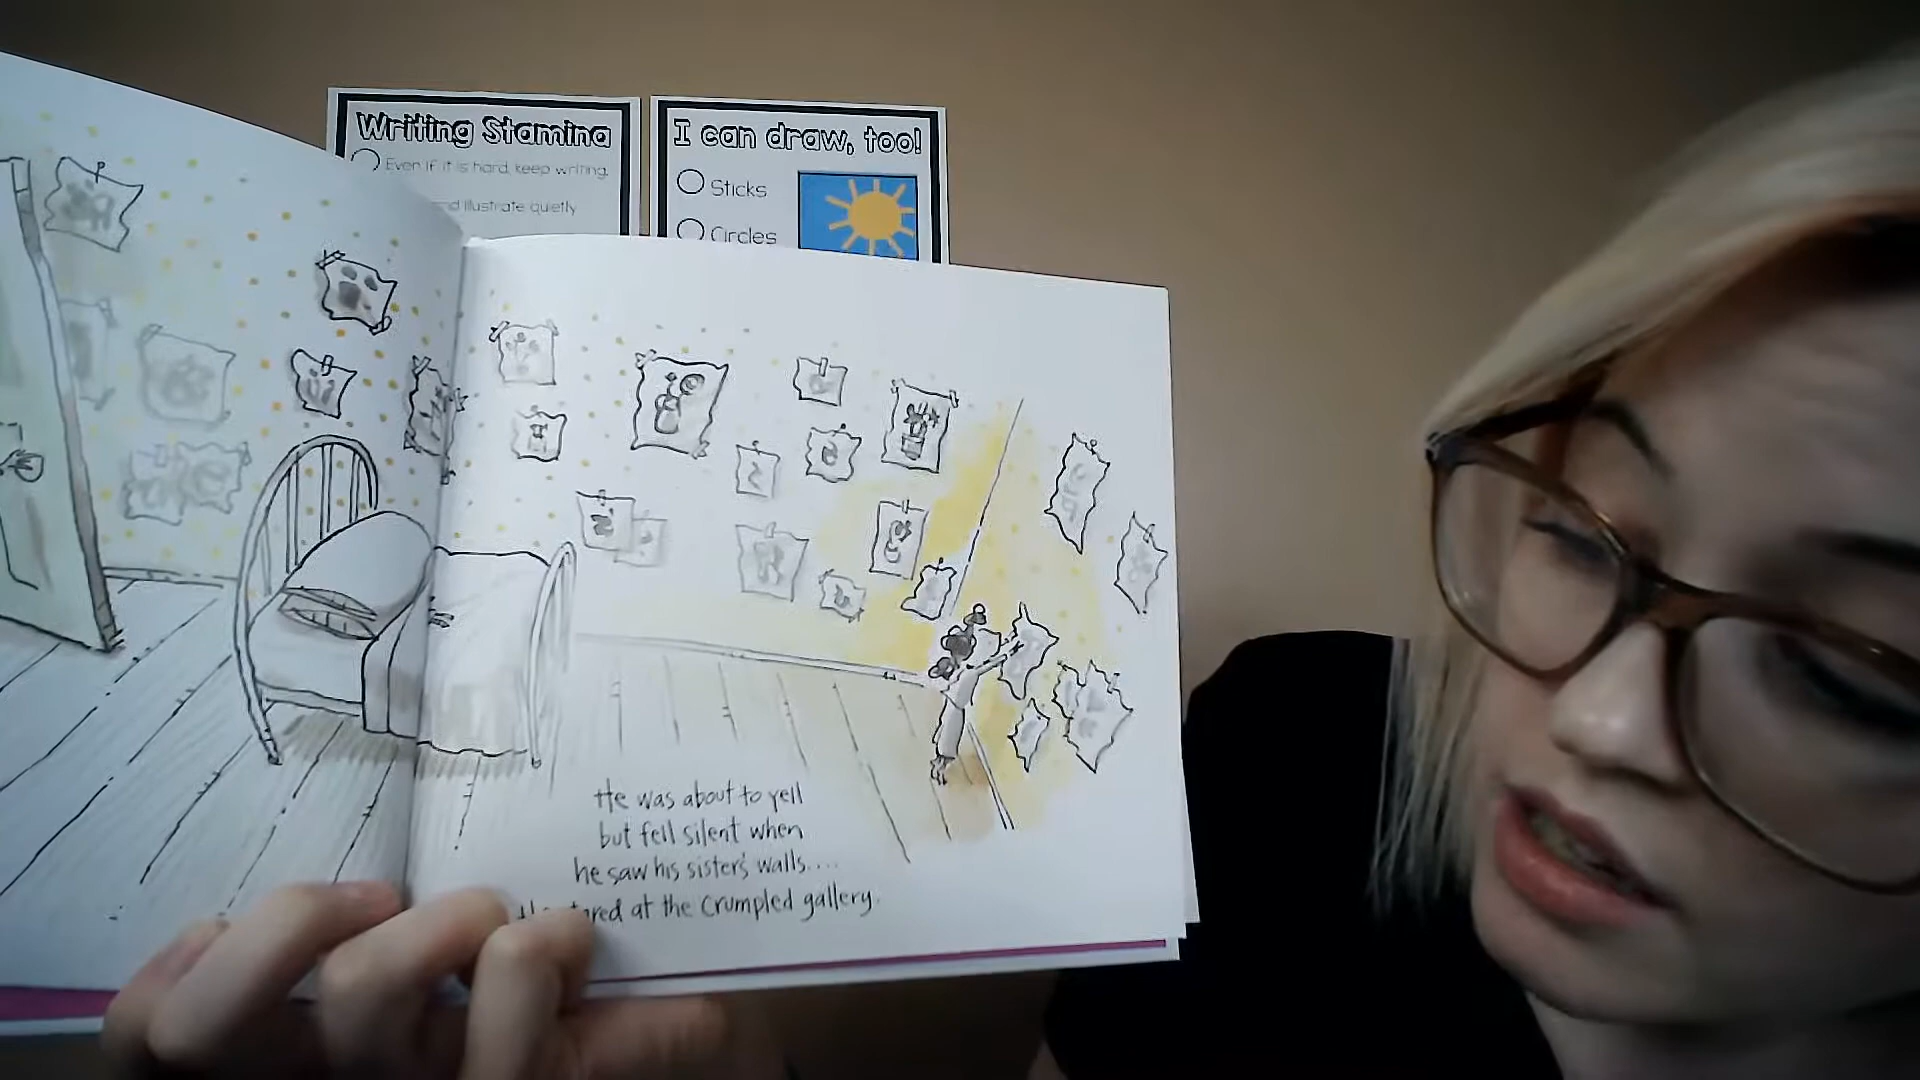 Writing Stamina
Even if it is hard, keep writing.
nd illustrate quietly
I can draw, too!
Sticks
Circles
He was about to yell
but fell silent when
he saw his sister's walls....
at the crumpled gallery.